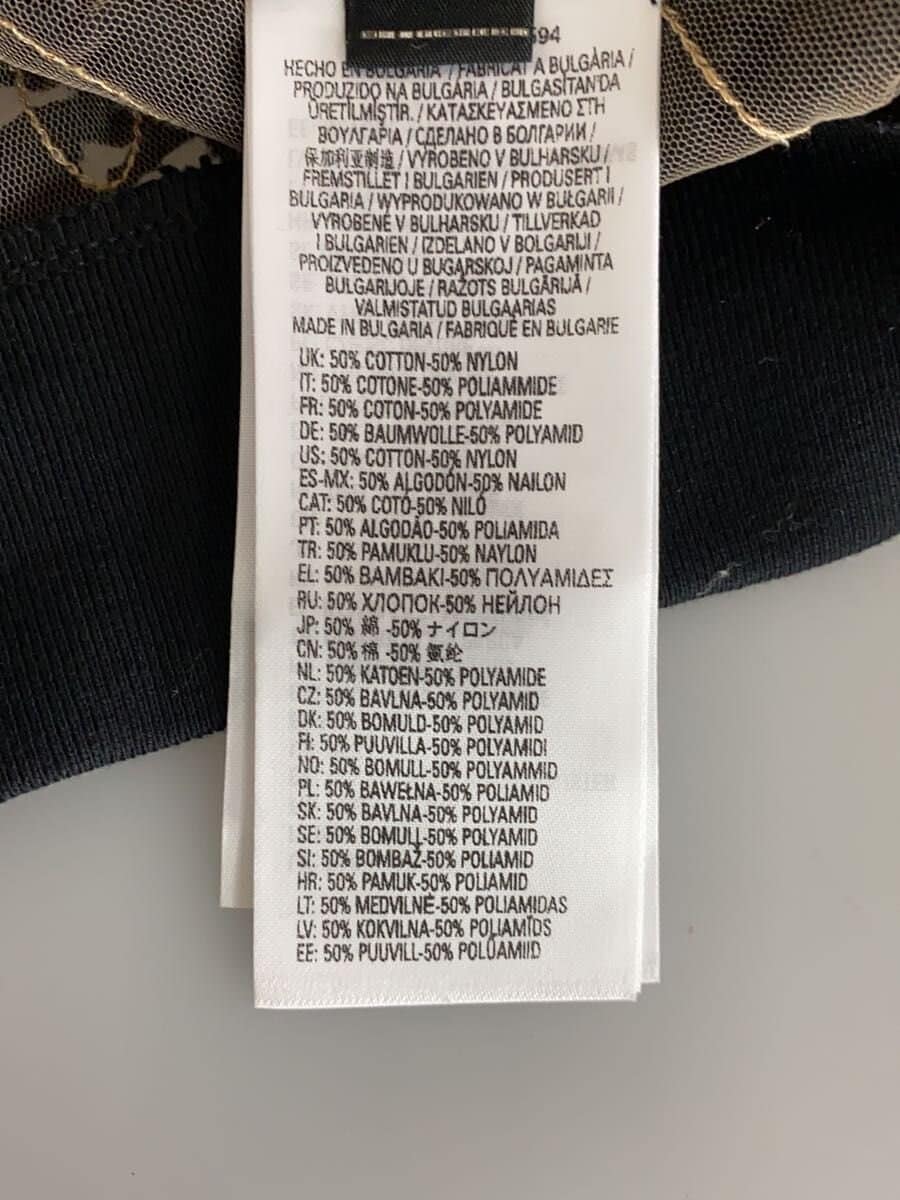 594
HECHO EN BULGARIA / FABRICAT A BULGÀRIA /
PRODUZIDO NA BULGÁRIA / BULGASİTAN'DA
ÜRETİLMİŞTİR. / ΚΑΤΑΣΚΕΥΑΣΜΕΝΟ ΣΤΗ
ΒΟΥΛΓΑΡΙΑ / СДЕЛАНО В БОЛГАРИИ /
保加利亚制造 / VYROBENO V BULHARSKU /
FREMSTILLET I BULGARIEN / PRODUSERT I
BULGARIA / WYPRODUKOWANO W BUŁGARII /
VYROBENÉ V BULHARSKU / TILLVERKAD
I BULGARIEN / IZDELANO V BOLGARIJI /
PROIZVEDENO U BUGARSKOJ / PAGAMINTA
BULGARIJOJE / RAŽOTS BULGĀRIJĀ /
VALMISTATUD BULGAARIAS
MADE IN BULGARIA / FABRIQUÉ EN BULGARIE
UK: 50% COTTON-50% NYLON
IT: 50% COTONE-50% POLIAMMIDE
FR: 50% COTON-50% POLYAMIDE
DE: 50% BAUMWOLLE-50% POLYAMID
US: 50% COTTON-50% NYLON
ES-MX: 50% ALGODÓN-50% NAILON
CAT: 50% COTÓ-50% NILÓ
PT: 50% ALGODÃO-50% POLIAMIDA
TR: 50% PAMUKLU-50% NAYLON
EL: 50% ΒΑΜΒΑΚΙ-50% ΠΟΛΥΑΜΙΔΕΣ
RU: 50% ХЛОПОК-50% НЕЙЛОН
JP: 50% 綿 -50% ナイロン
CN: 50% 棉 -50% 氨纶
NL: 50% KATOEN-50% POLYAMIDE
CZ: 50% BAVLNA-50% POLYAMID
DK: 50% BOMULD-50% POLYAMID
FI: 50% PUUVILLA-50% POLYAMIDI
NO: 50% BOMULL-50% POLYAMMID
PL: 50% BAWEŁNA-50% POLIAMID
SK: 50% BAVLNA-50% POLYAMID
SE: 50% BOMULL-50% POLYAMID
SI: 50% BOMBAŽ-50% POLIAMID
HR: 50% PAMUK-50% POLIAMID
LT: 50% MEDVILNĖ-50% POLIAMIDAS
LV: 50% KOKVILNA-50% POLIAMĪDS
EE: 50% PUUVILL-50% POLÜAMIID